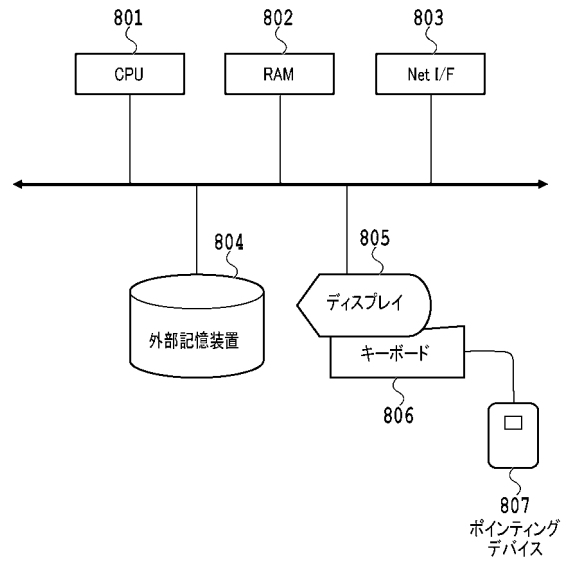 801
802
803
CPU
RAM
Net I/F
804
805
外部記憶装置
ディスプレイ
キーボード
806
807
ポインティング
デバイス